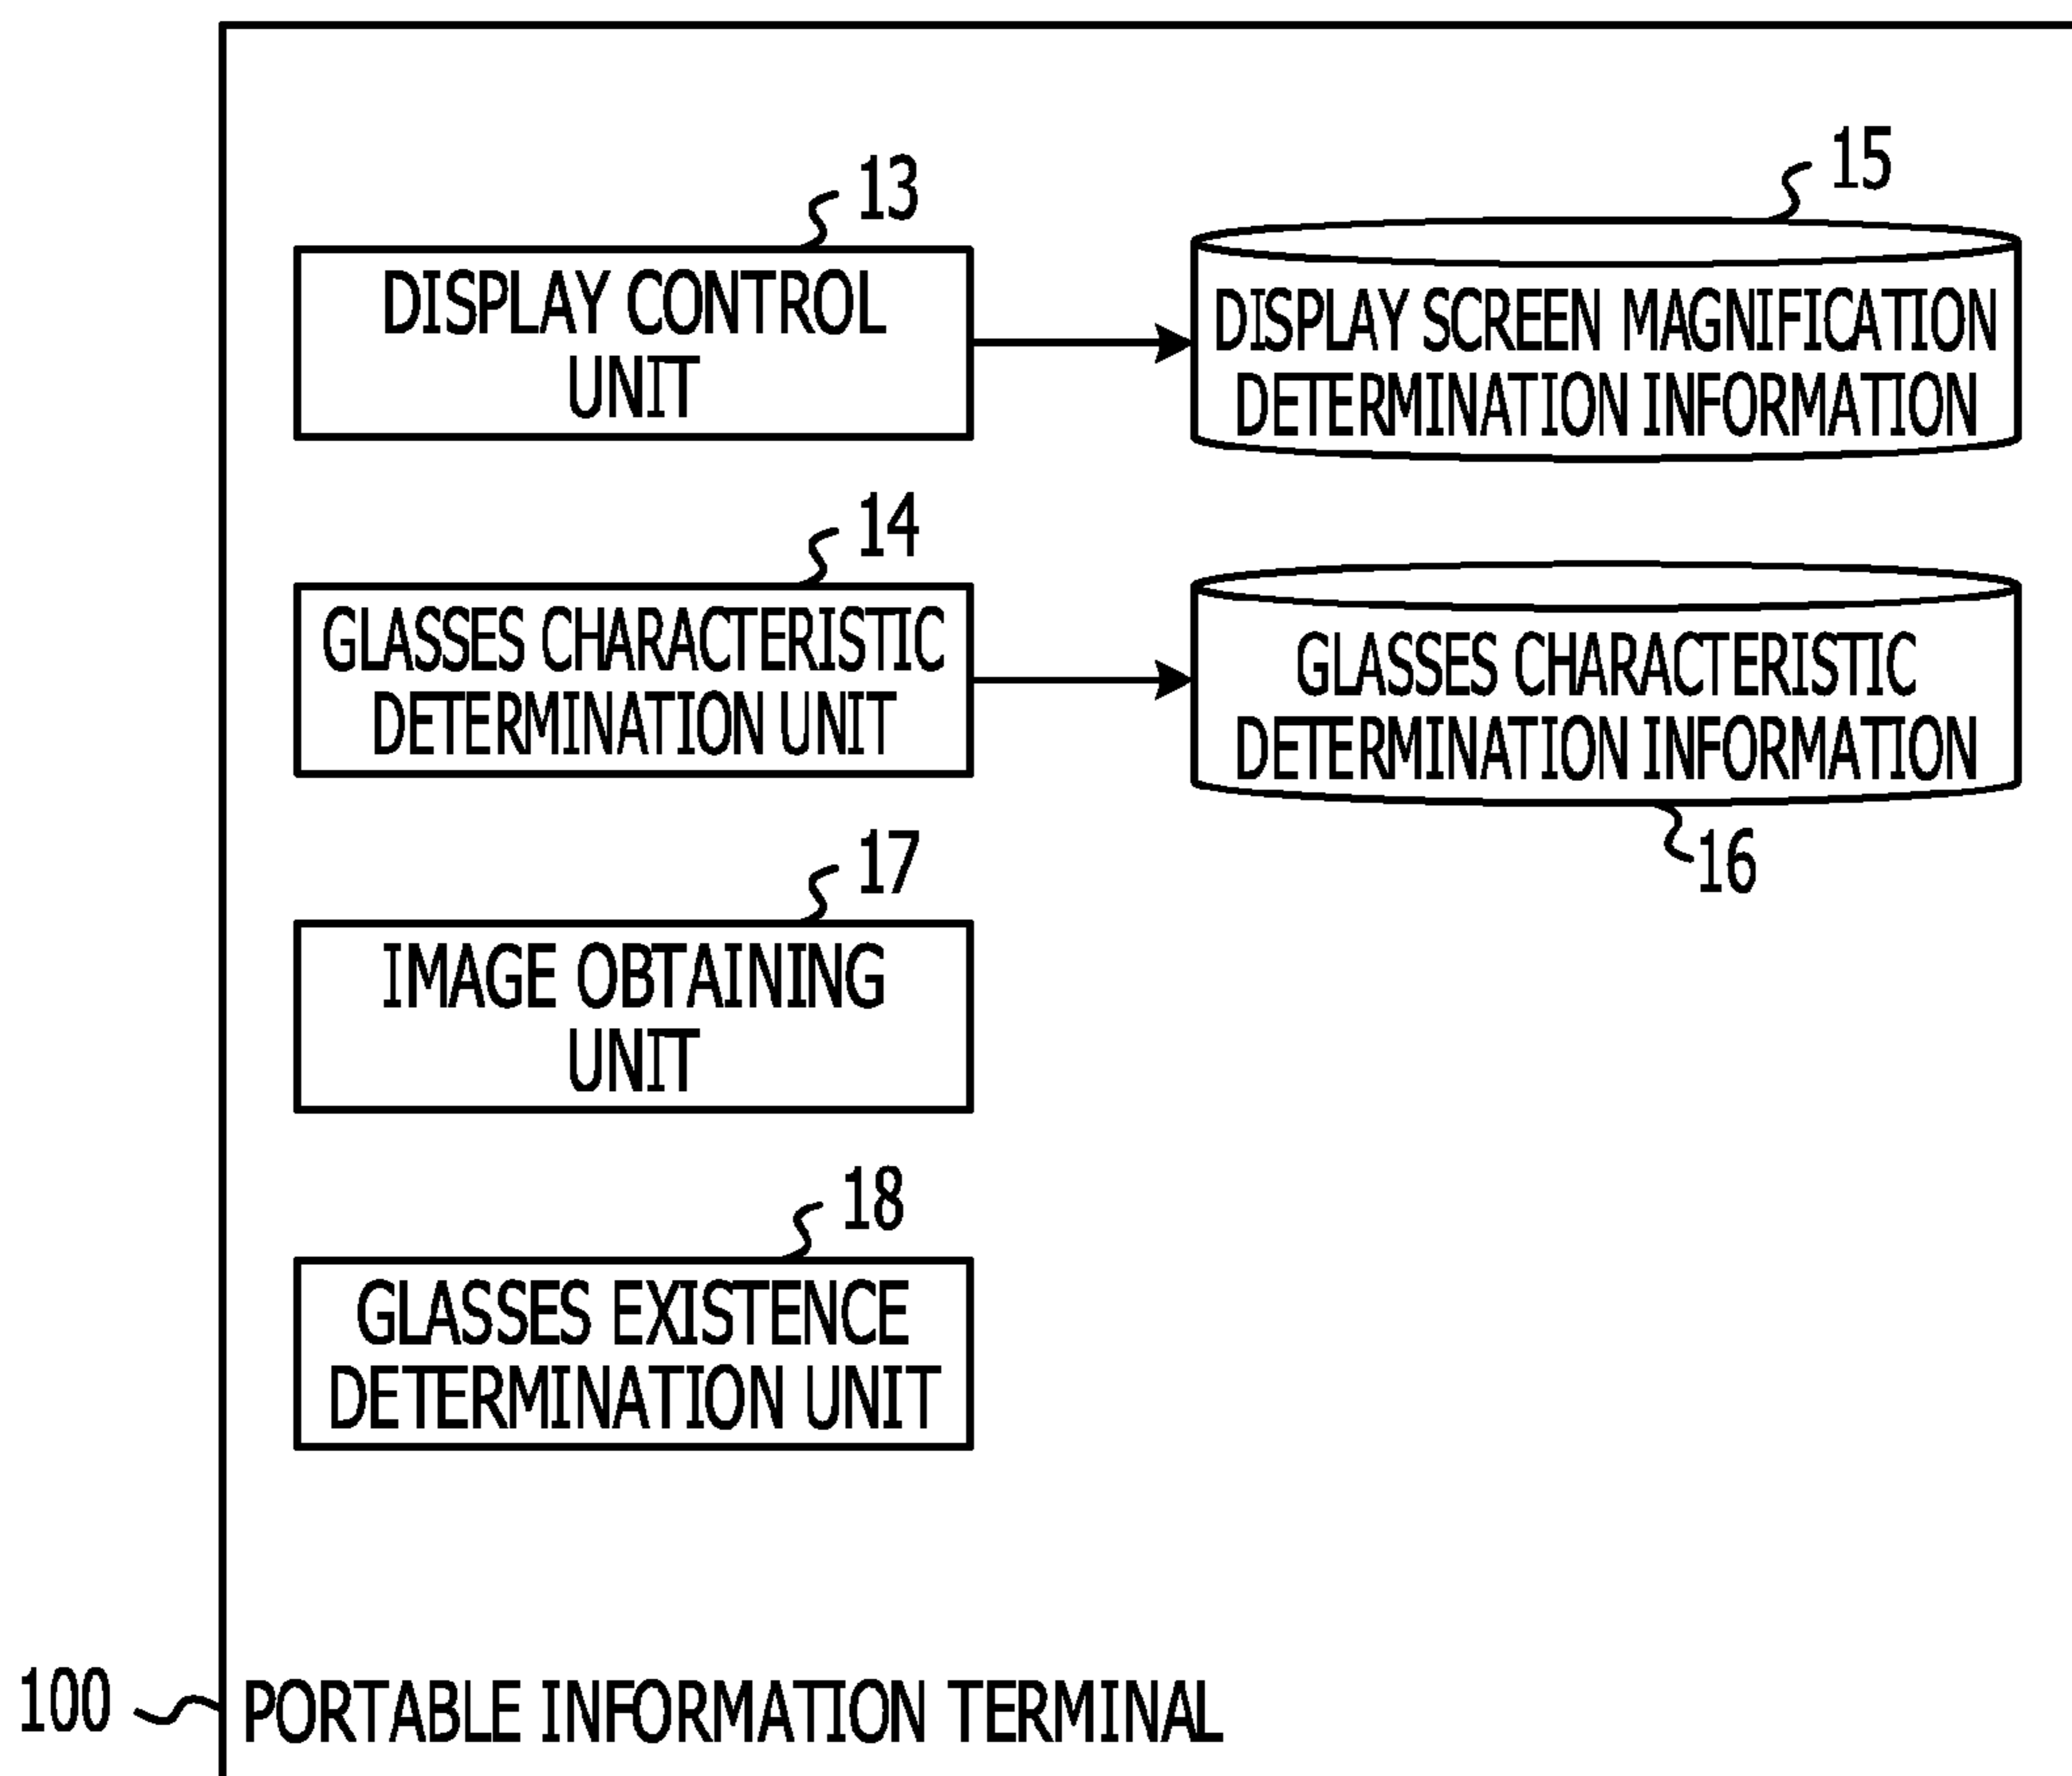 13
DISPLAY CONTROL
UNIT
15
DISPLAY SCREEN MAGNIFICATION
DETERMINATION INFORMATION
14
GLASSES CHARACTERISTIC
DETERMINATION UNIT
GLASSES CHARACTERISTIC
DETERMINATION INFORMATION
16
17
IMAGE OBTAINING
UNIT
18
GLASSES EXISTENCE
DETERMINATION UNIT
100
PORTABLE INFORMATION TERMINAL